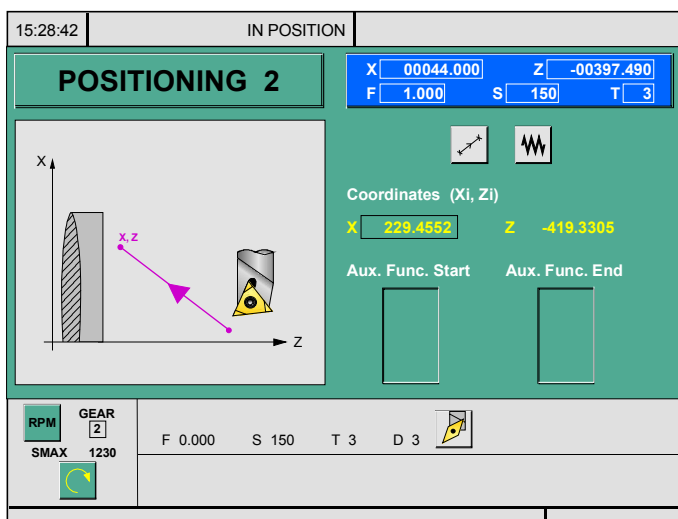 15:28:42 IN POSITION
POSITIONING 2
X 00044.000 Z -00397.490
F 1.000 S 150 T 3
X
X, Z
Z
Coordinates (Xi, Zi)
X 229.4552 Z -419.3305
Aux. Func. Start Aux. Func. End
RPM GEAR
2
SMAX 1230
F 0.000 S 150 T 3 D 3